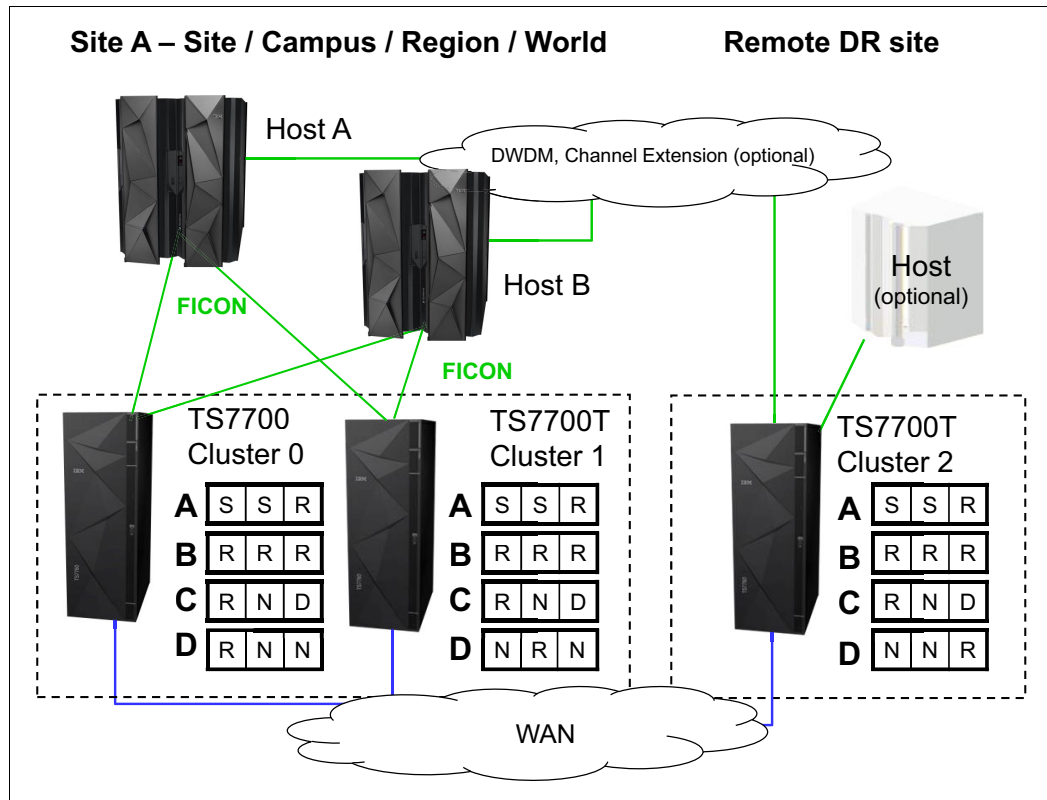 Site A – Site / Campus / Region / World
Remote DR site
Host A
DWDM, Channel Extension (optional)
Host B
Host
(optional)
FICON
FICON
TS7700
Cluster 0
A S S R
B R R R
C R N D
D R N N
TS7700T
Cluster 1
A S S R
B R R R
C R N D
D N R N
TS7700T
Cluster 2
A S S R
B R R R
C R N D
D N N R
WAN